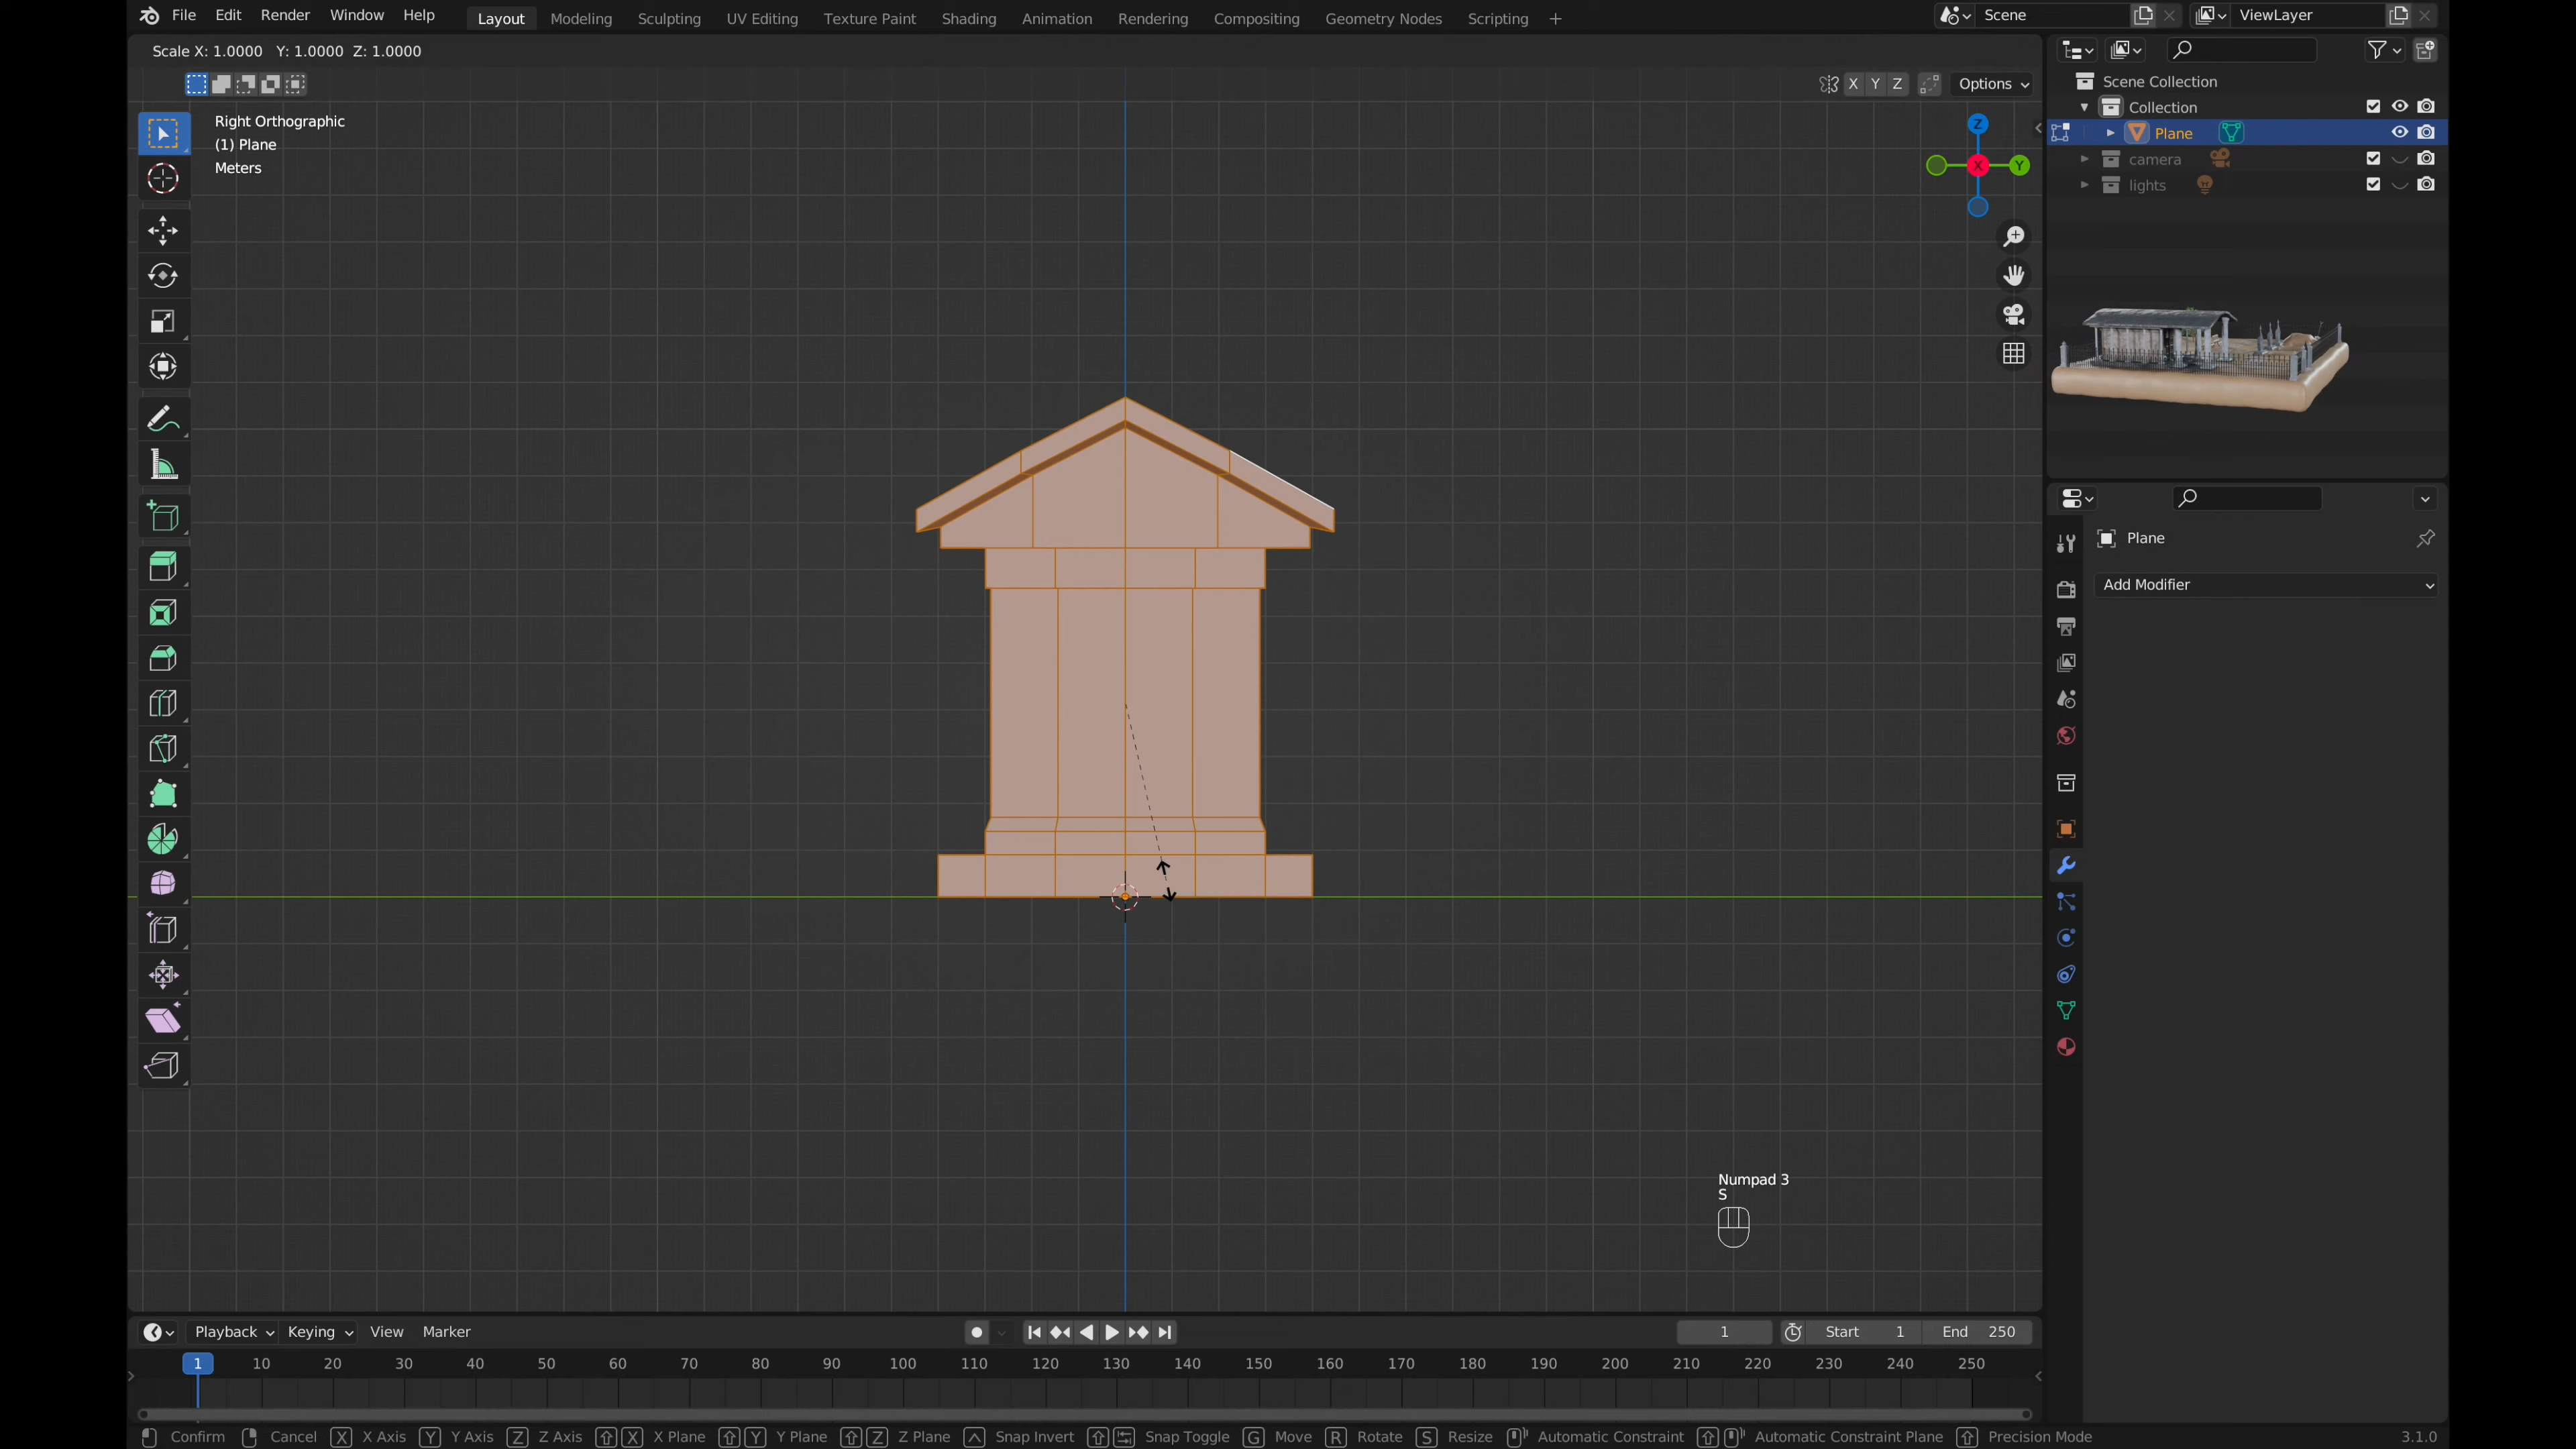 File Edit Render Window Help
Layout Modeling Sculpting UV Editing Texture Paint Shading Animation Rendering Compositing Geometry Nodes Scripting +
Scene
ViewLayer
Scale X: 1.0000 Y: 1.0000 Z: 1.0000
X Y Z Options
Right Orthographic
(1) Plane
Meters
Z
X
Y
Scene Collection
Collection
Plane
camera
lights
Plane
Add Modifier
Numpad 3
S
Playback Keying View Marker
1 Start 1 End 250
1 10 20 30 40 50 60 70 80 90 100 110 120 130 140 150 160 170 180 190 200 210 220 230 240 250
Confirm Cancel X X Axis Y Y Axis Z Z Axis X X Plane Y Y Plane Z Z Plane Snap Invert Snap Toggle G Move R Rotate S Resize Automatic Constraint Automatic Constraint Plane Precision Mode 3.1.0